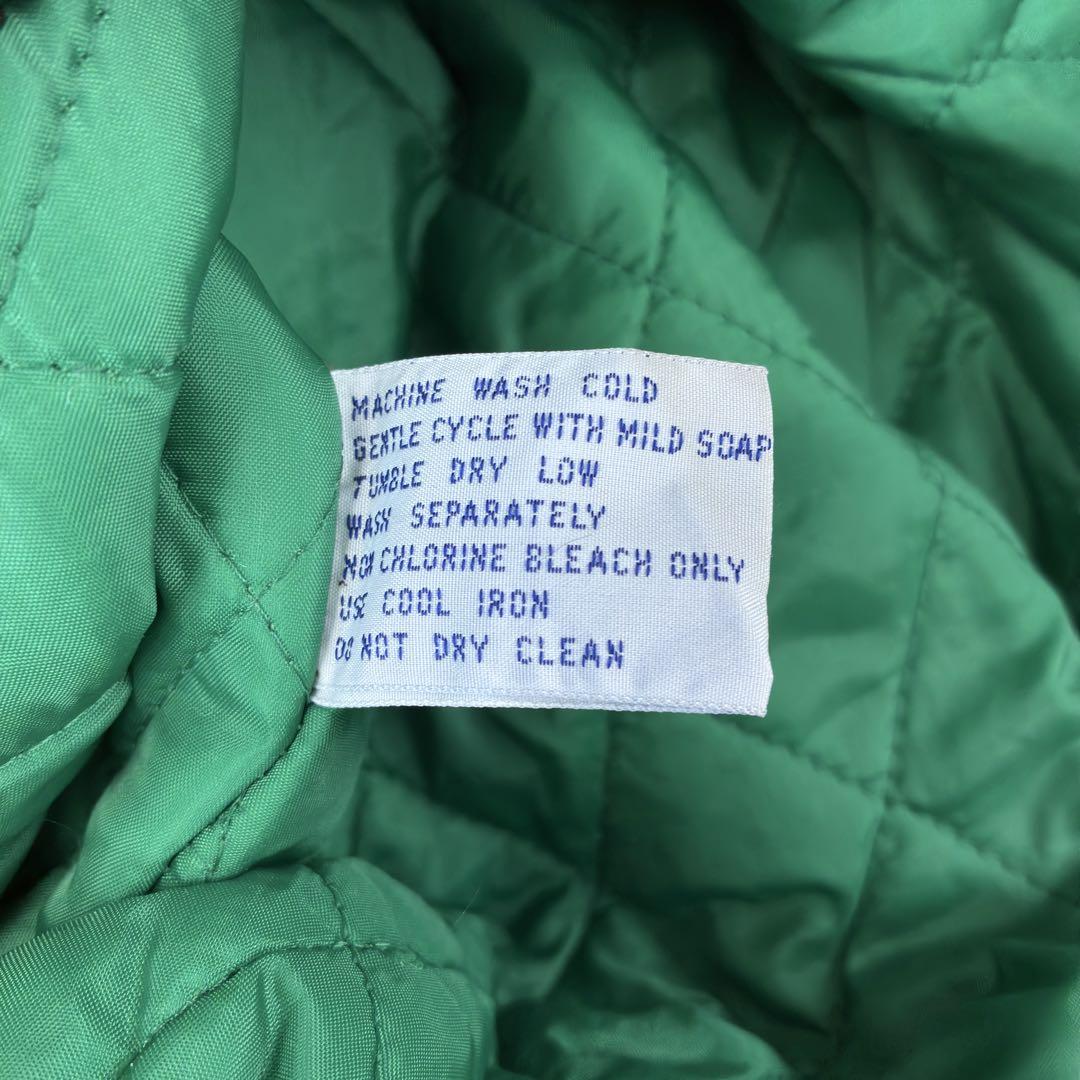 MACHINE WASH COLD
GENTLE CYCLE WITH MILD SOAP
TUMBLE DRY LOW
WASH SEPARATELY
NON CHLORINE BLEACH ONLY
USE COOL IRON
DO NOT DRY CLEAN